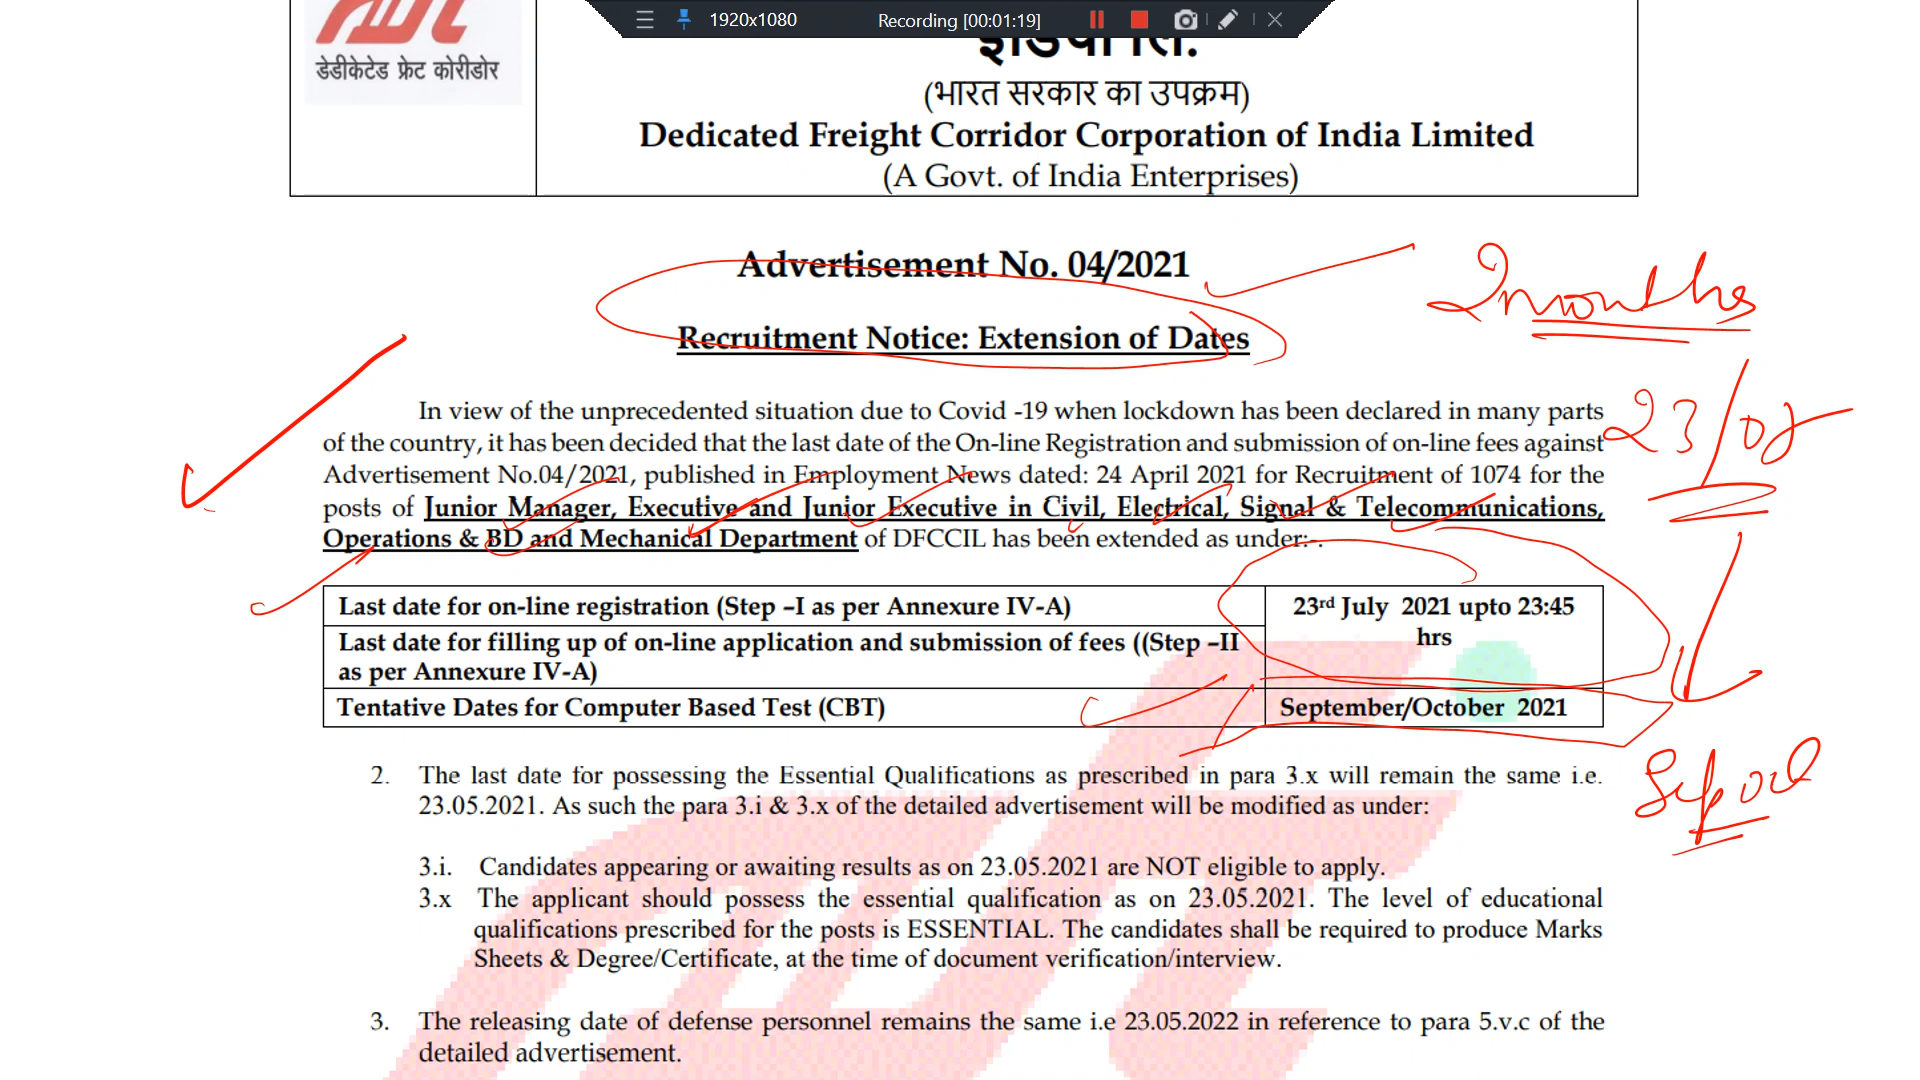 1920x1080 Recording [00:01:19]
डेडीकेटेड फ्रेट कोरीडोर
इंडिया लि.
(भारत सरकार का उपक्रम)
Dedicated Freight Corridor Corporation of India Limited
(A Govt. of India Enterprises)
Advertisement No. 04/2021
2months
Recruitment Notice: Extension of Dates
In view of the unprecedented situation due to Covid -19 when lockdown has been declared in many parts
of the country, it has been decided that the last date of the On-line Registration and submission of on-line fees against
Advertisement No.04/2021, published in Employment News dated: 24 April 2021 for Recruitment of 1074 for the
posts of Junior Manager, Executive and Junior Executive in Civil, Electrical, Signal & Telecommunications,
Operations & BD and Mechanical Department of DFCCIL has been extended as under:-.
Last date for on-line registration (Step –I as per Annexure IV-A)
23rd July 2021 upto 23:45
hrs
Last date for filling up of on-line application and submission of fees ((Step –II
as per Annexure IV-A)
Tentative Dates for Computer Based Test (CBT)
September/October 2021
2. The last date for possessing the Essential Qualifications as prescribed in para 3.x will remain the same i.e.
23.05.2021. As such the para 3.i & 3.x of the detailed advertisement will be modified as under:
3.i. Candidates appearing or awaiting results as on 23.05.2021 are NOT eligible to apply.
3.x The applicant should possess the essential qualification as on 23.05.2021. The level of educational
qualifications prescribed for the posts is ESSENTIAL. The candidates shall be required to produce Marks
Sheets & Degree/Certificate, at the time of document verification/interview.
3. The releasing date of defense personnel remains the same i.e 23.05.2022 in reference to para 5.v.c of the
detailed advertisement.